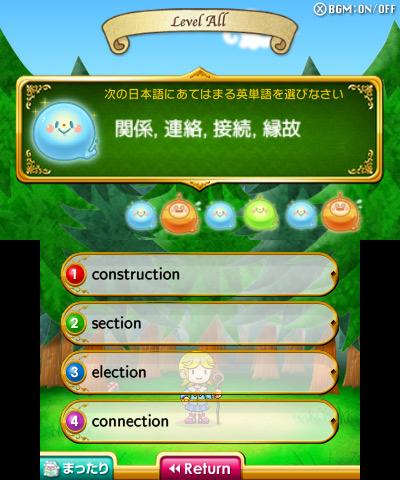 ⓧBGM:ON/OFF
Level All
次の日本語にあてはまる英単語を選びなさい
関係, 連絡, 接続, 縁故
1 construction
2 section
3 election
4 connection
まったり
Return